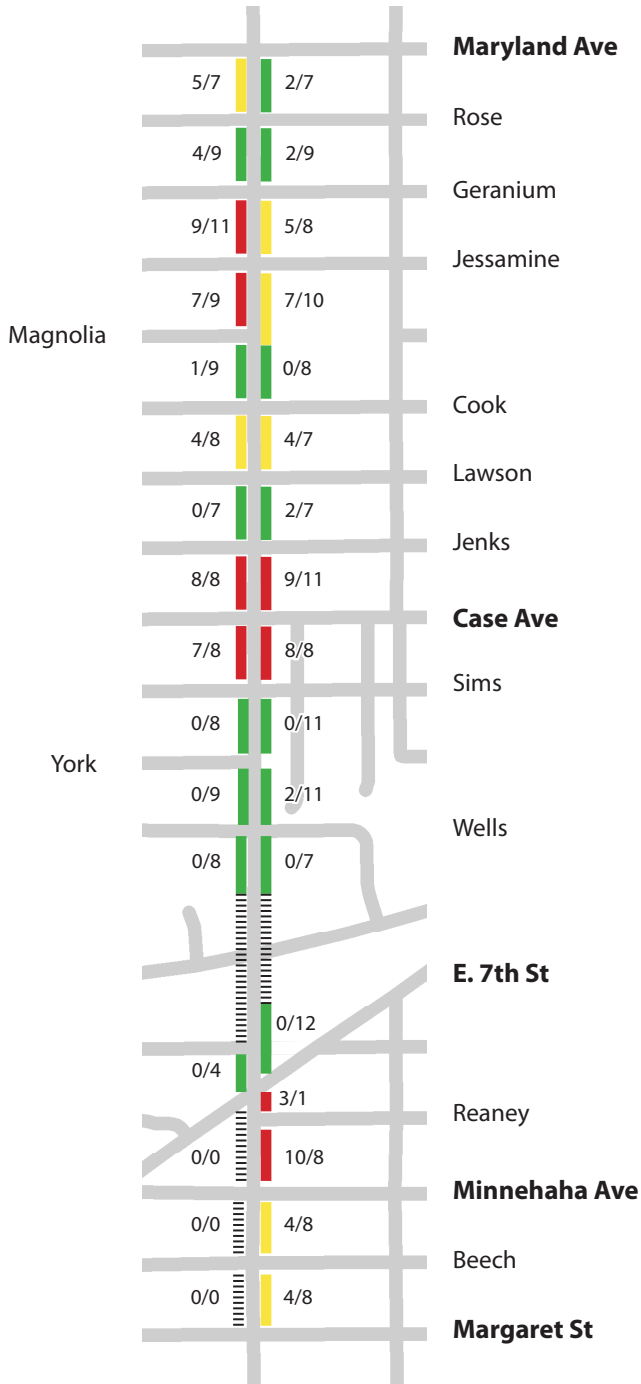 Maryland Ave
5/7 2/7
Rose
4/9 2/9
Geranium
9/11 5/8
Jessamine
7/9 7/10
Magnolia
1/9 0/8
Cook
4/8 4/7
Lawson
0/7 2/7
Jenks
8/8 9/11
Case Ave
7/8 8/8
Sims
0/8 0/11
York
0/9 2/11
Wells
0/8 0/7
E. 7th St
0/12
0/4
3/1
Reaney
0/0 10/8
Minnehaha Ave
0/0 4/8
Beech
0/0 4/8
Margaret St